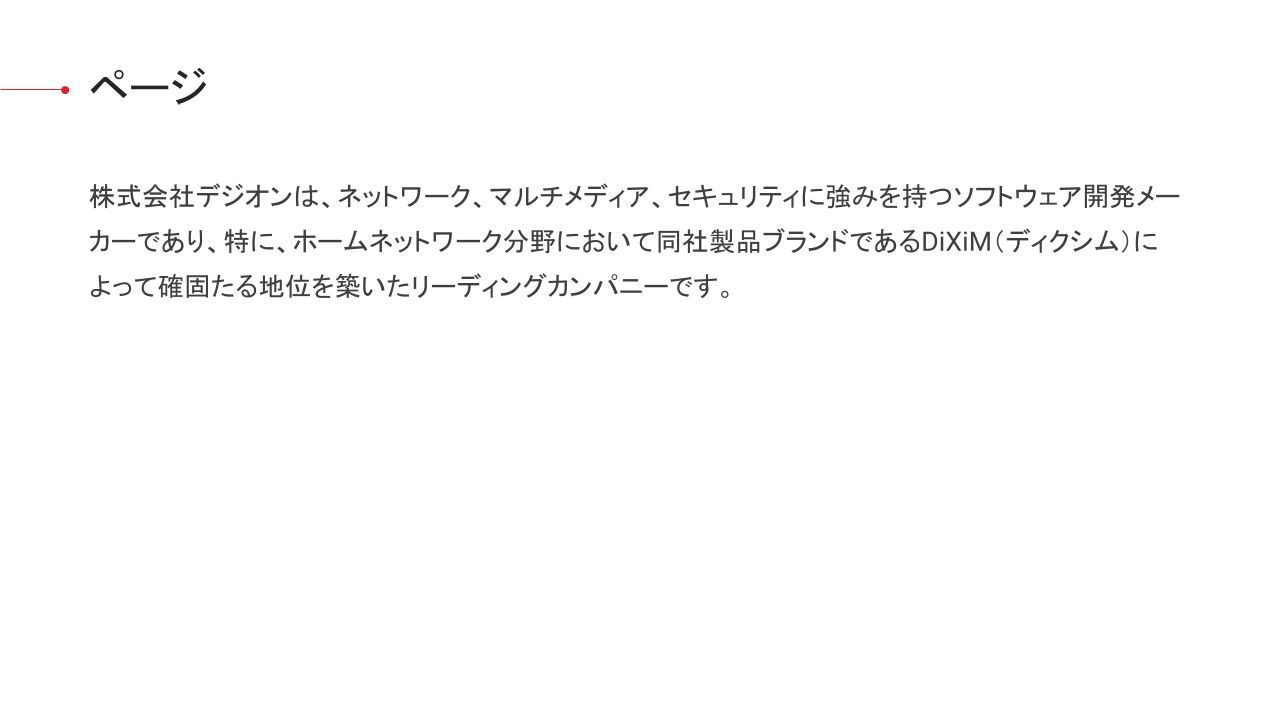 ページ
株式会社デジオンは、ネットワーク、マルチメディア、セキュリティに強みを持つソフトウェア開発メー
カーであり、特に、ホームネットワーク分野において同社製品ブランドであるDiXiM（ディクシム）に
よって確固たる地位を築いたリーディングカンパニーです。